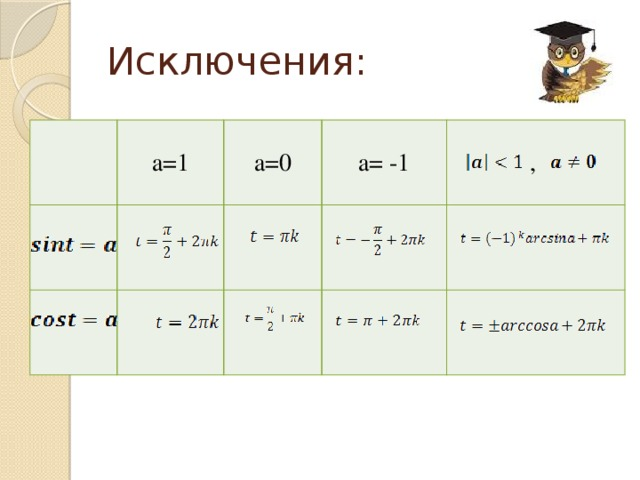 Исключения:
a=1 a=0 a= -1 |a| < 1 , a ≠ 0
sint = a t = π/2 + 2πk t = πk t = −π/2 + 2πk t = (−1)^k arcsina + πk
cost = a t = 2πk t = π/2 + πk t = π + 2πk t = ±arccosa + 2πk